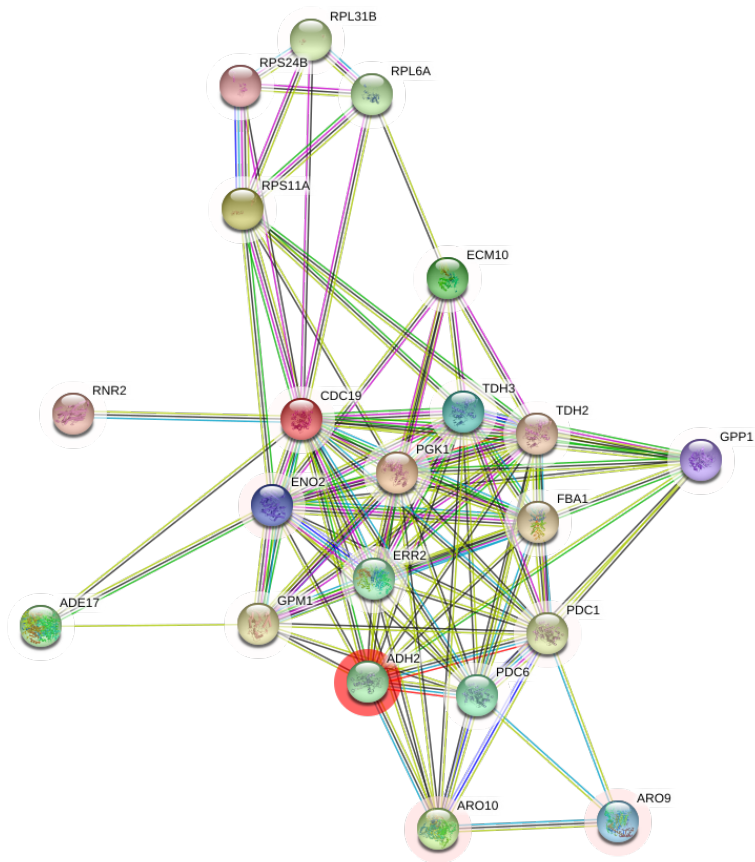 RPL31B
RPS24B
RPL6A
RPS11A
ECM10
RNR2
CDC19
TDH3
TDH2
GPP1
PGK1
ENO2
FBA1
ERR2
ADE17
GPM1
PDC1
ADH2
PDC6
ARO10
ARO9